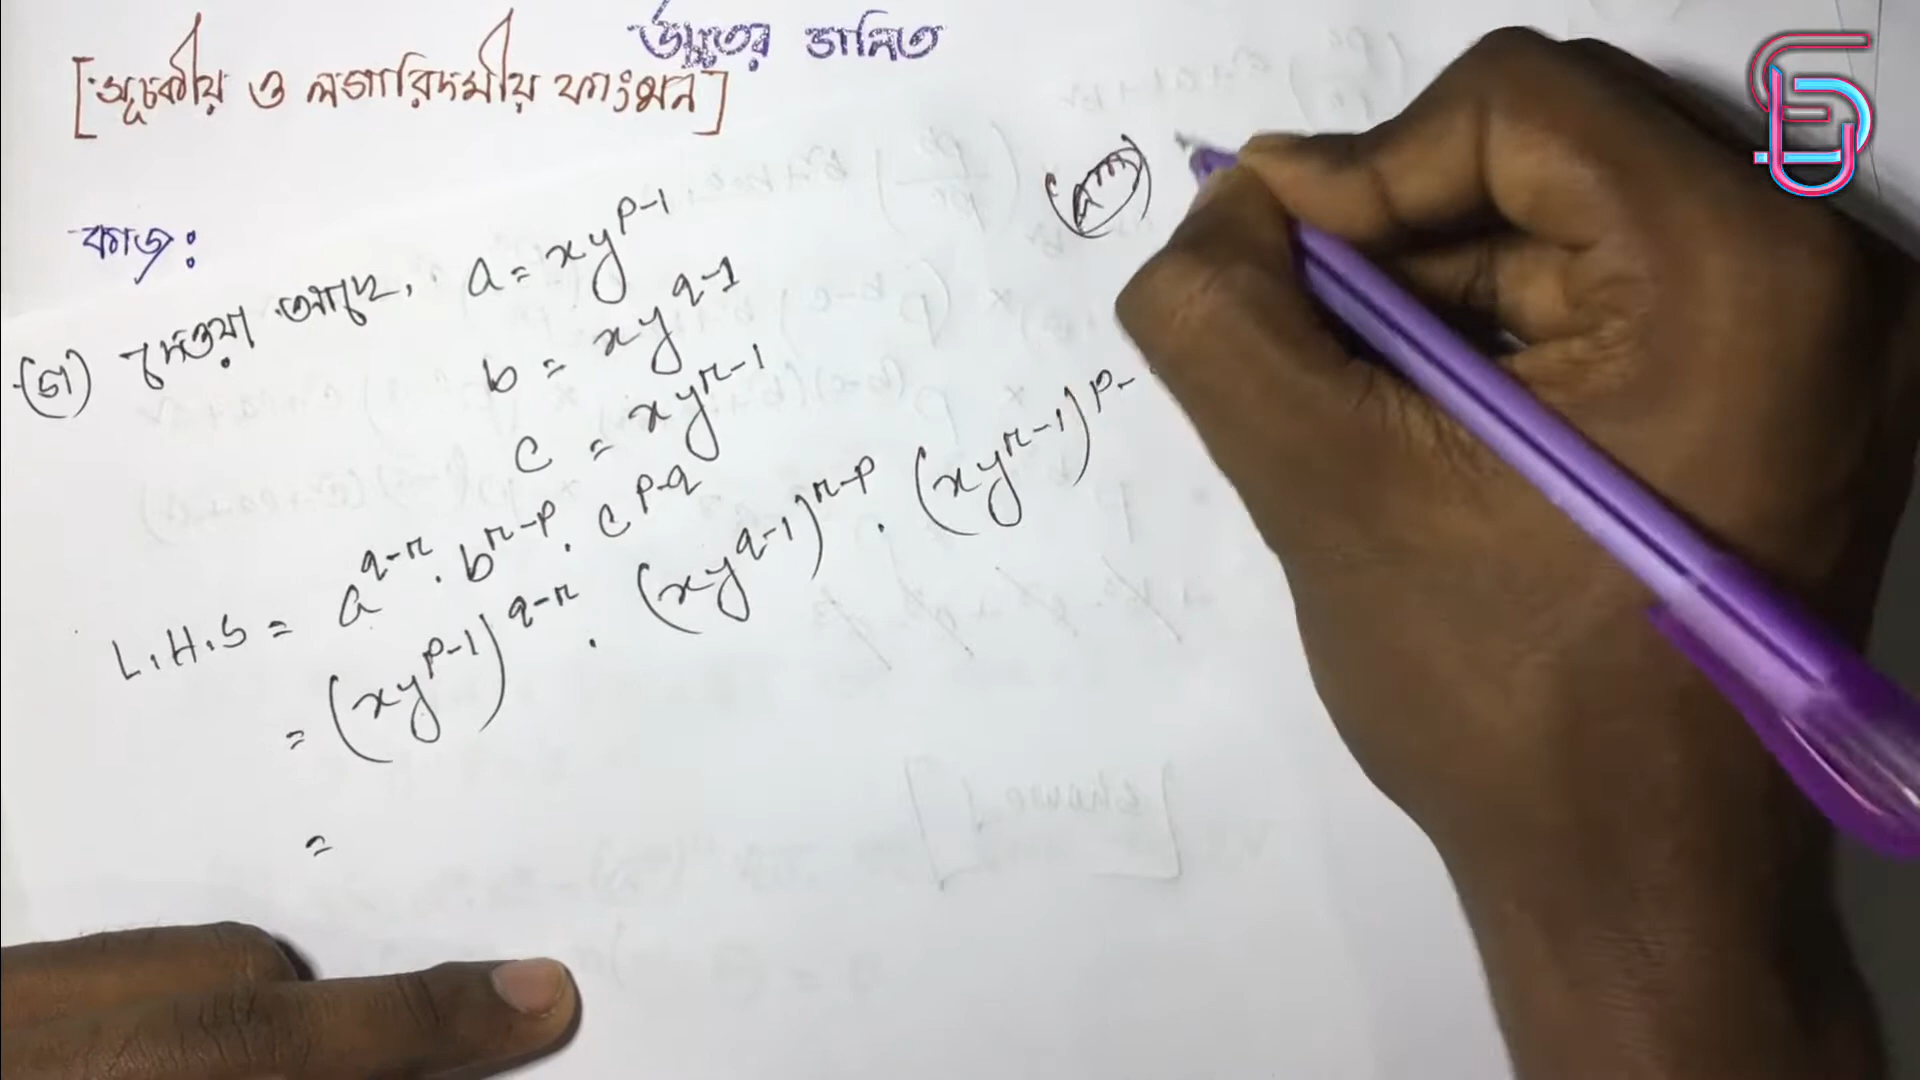 উচ্চতর গনিত
[সূচকীয় ও লগারিদমীয় ফাংশন]
কাজ:
দেওয়া আছে, a = xy^{p-1}
b = xy^{q-1}
c = xy^{r-1}
L.H.S = a^{q-r} . b^{r-p} . c^{p-q}
= (xy^{p-1})^{q-r} . (xy^{q-1})^{r-p} . (xy^{r-1})^{p-
=